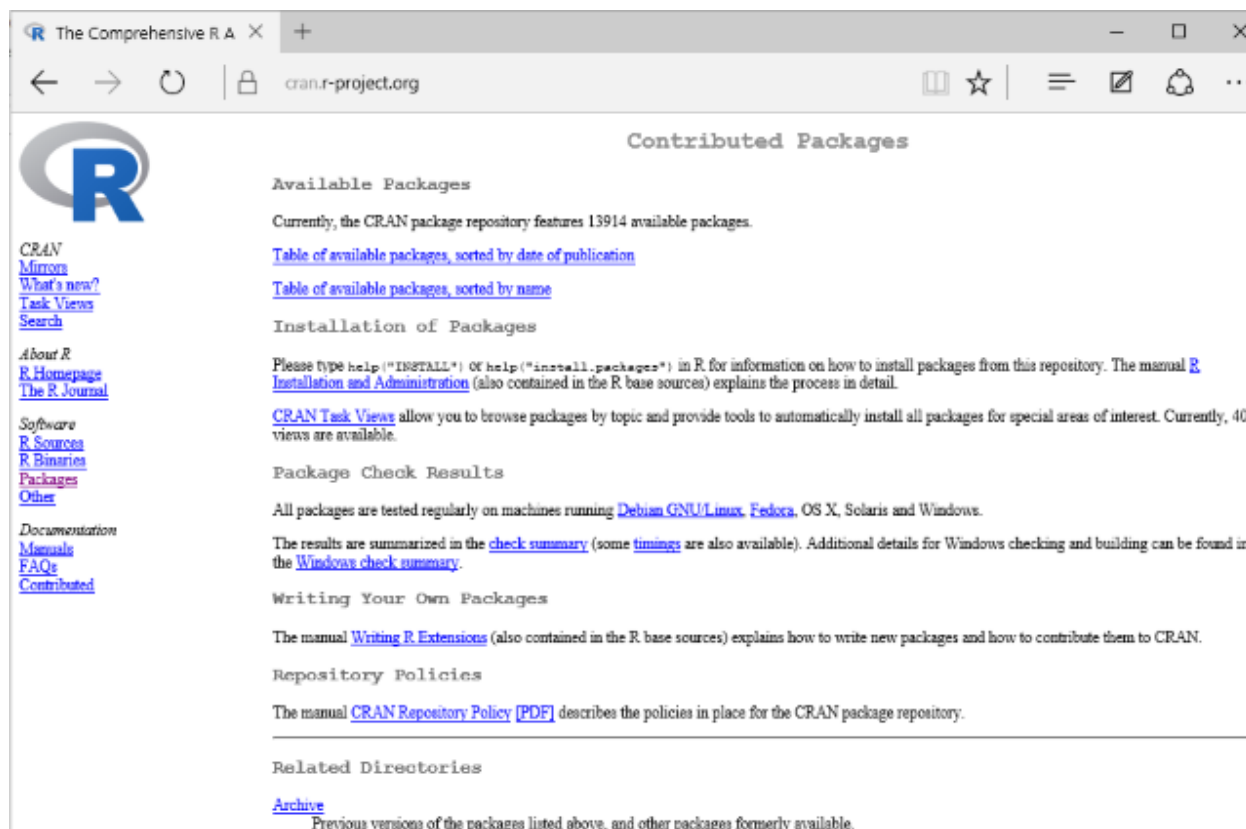 The Comprehensive R A
cran.r-project.org
R
CRAN
Mirrors
What's new?
Task Views
Search
About R
R Homepage
The R Journal
Software
R Sources
R Binaries
Packages
Other
Documentation
Manuals
FAQs
Contributed
Contributed Packages
Available Packages
Currently, the CRAN package repository features 13914 available packages.
Table of available packages, sorted by date of publication
Table of available packages, sorted by name
Installation of Packages
Please type help("INSTALL") or help("install.packages") in R for information on how to install packages from this repository. The manual R
Installation and Administration (also contained in the R base sources) explains the process in detail.
CRAN Task Views allow you to browse packages by topic and provide tools to automatically install all packages for special areas of interest. Currently, 40
views are available.
Package Check Results
All packages are tested regularly on machines running Debian GNU/Linux, Fedora, OS X, Solaris and Windows.
The results are summarized in the check summary (some timings are also available). Additional details for Windows checking and building can be found in
the Windows check summary.
Writing Your Own Packages
The manual Writing R Extensions (also contained in the R base sources) explains how to write new packages and how to contribute them to CRAN.
Repository Policies
The manual CRAN Repository Policy [PDF] describes the policies in place for the CRAN package repository.
Related Directories
Archive
Previous versions of the packages listed above, and other packages formerly available.